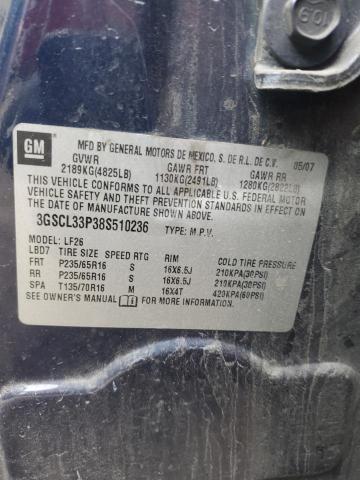 109
GM
MFD BY GENERAL MOTORS DE MEXICO, S. DE R.L. DE C.V. 05/07
GVWR GAWR FRT GAWR RR
2189KG(4825LB) 1130KG(2491LB) 1280KG(2822LB)
THIS VEHICLE CONFORMS TO ALL APPLICABLE U.S. FEDERAL MOTOR
VEHICLE SAFETY AND THEFT PREVENTION STANDARDS IN EFFECT ON THE
DATE OF MANUFACTURE SHOWN ABOVE.
3GSCL33P38S510236 TYPE: M.P.V.
MODEL: LF26
LBD7 TIRE SIZE SPEED RTG RIM COLD TIRE PRESSURE
FRT P235/65R16 S 16X6.5J 210KPA(30PSI)
RR P235/65R16 S 16X6.5J 210KPA(30PSI)
SPA T135/70R16 M 16X4T 420KPA(60PSI)
SEE OWNER'S MANUAL FOR ADDITIONAL INFORMATION.